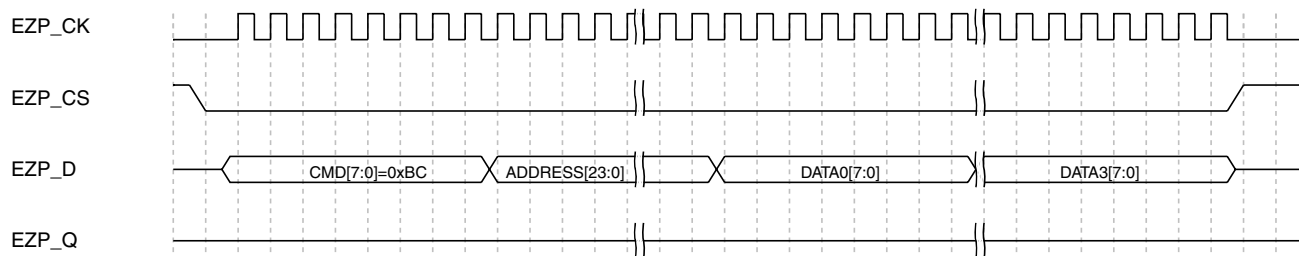 EZP_CK
EZP_CS
EZP_D CMD[7:0]=0xBC ADDRESS[23:0] DATA0[7:0] DATA3[7:0]
EZP_Q